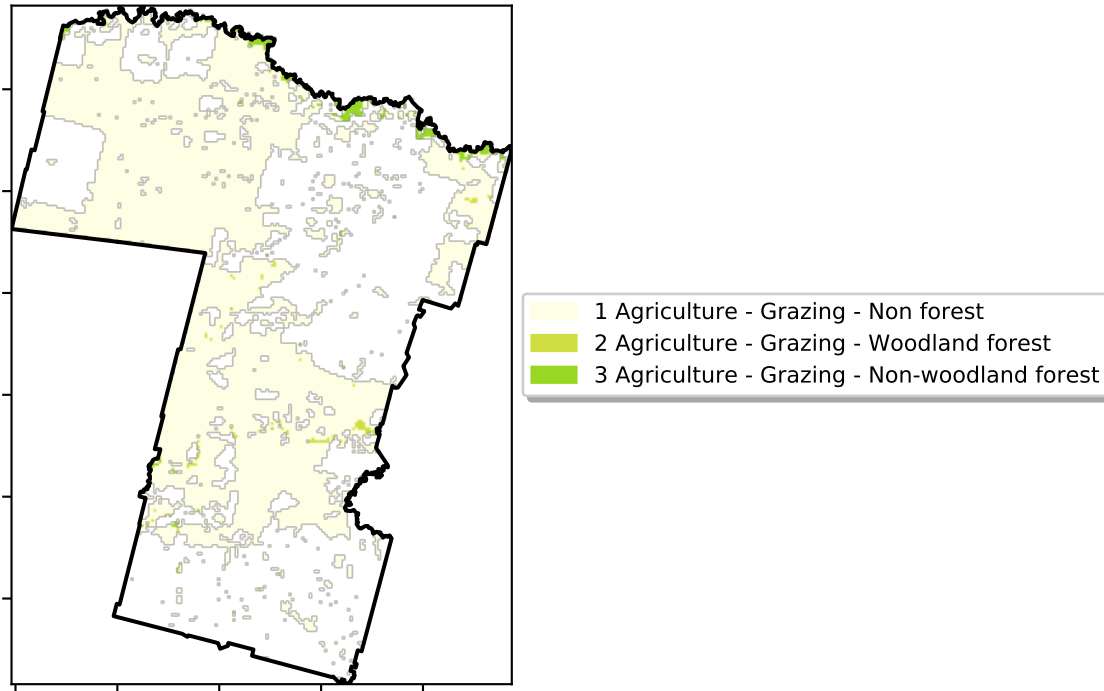 1 Agriculture - Grazing - Non forest
2 Agriculture - Grazing - Woodland forest
3 Agriculture - Grazing - Non-woodland forest